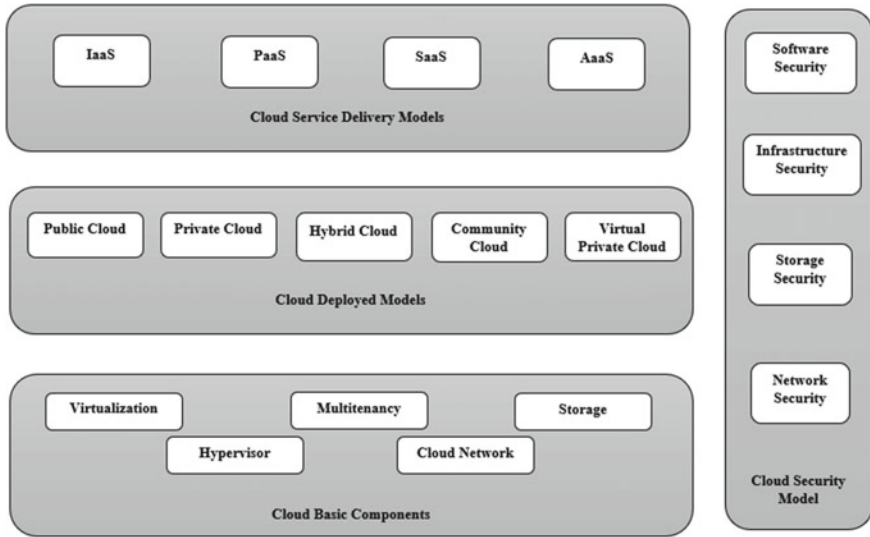 IaaS
PaaS
SaaS
AaaS
Cloud Service Delivery Models
Public Cloud
Private Cloud
Hybrid Cloud
Community
Cloud
Virtual
Private Cloud
Cloud Deployed Models
Virtualization
Multitenancy
Storage
Hypervisor
Cloud Network
Cloud Basic Components
Software
Security
Infrastructure
Security
Storage
Security
Network
Security
Cloud Security
Model